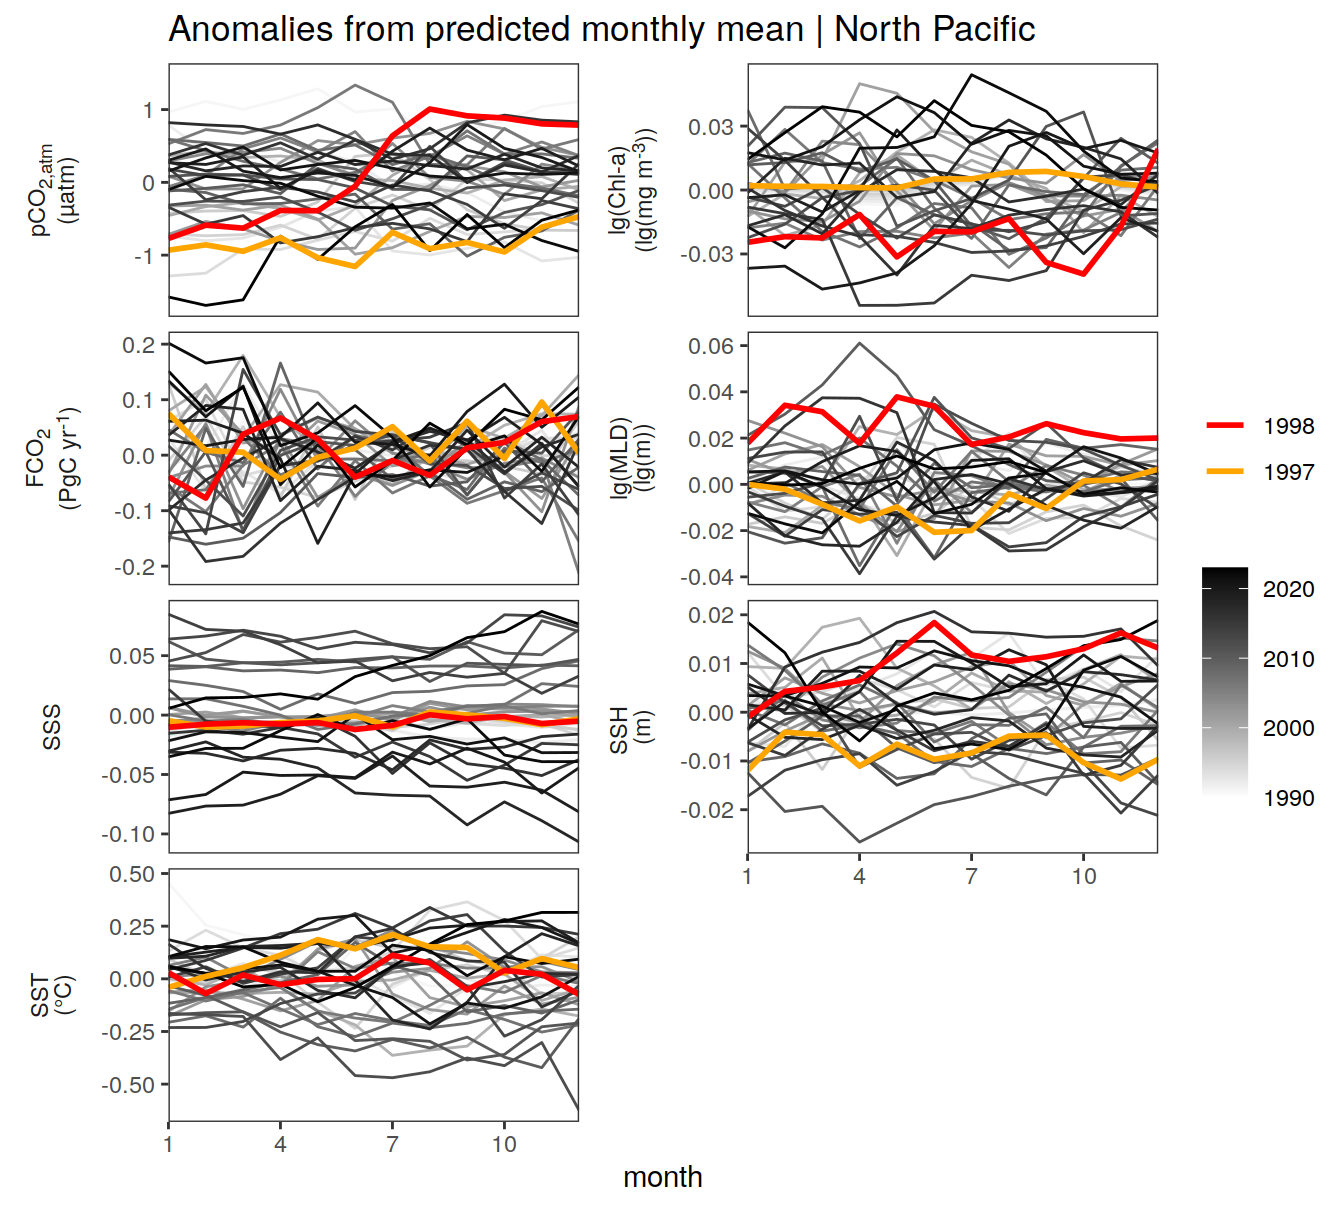 Anomalies from predicted monthly mean | North Pacific
pCO2,atm
(µatm)
1
0
-1
lg(Chl-a)
(lg(mg m-3))
0.03
0.00
-0.03
FCO2
(PgC yr-1)
0.2
0.1
0.0
-0.1
-0.2
lg(MLD)
(lg(m))
0.06
0.04
0.02
0.00
-0.02
-0.04
SSS
0.05
0.00
-0.05
-0.10
SSH
(m)
0.02
0.01
0.00
-0.01
-0.02
1 4 7 10
SST
(°C)
0.50
0.25
0.00
-0.25
-0.50
1 4 7 10
month
1998
1997
2020
2010
2000
1990